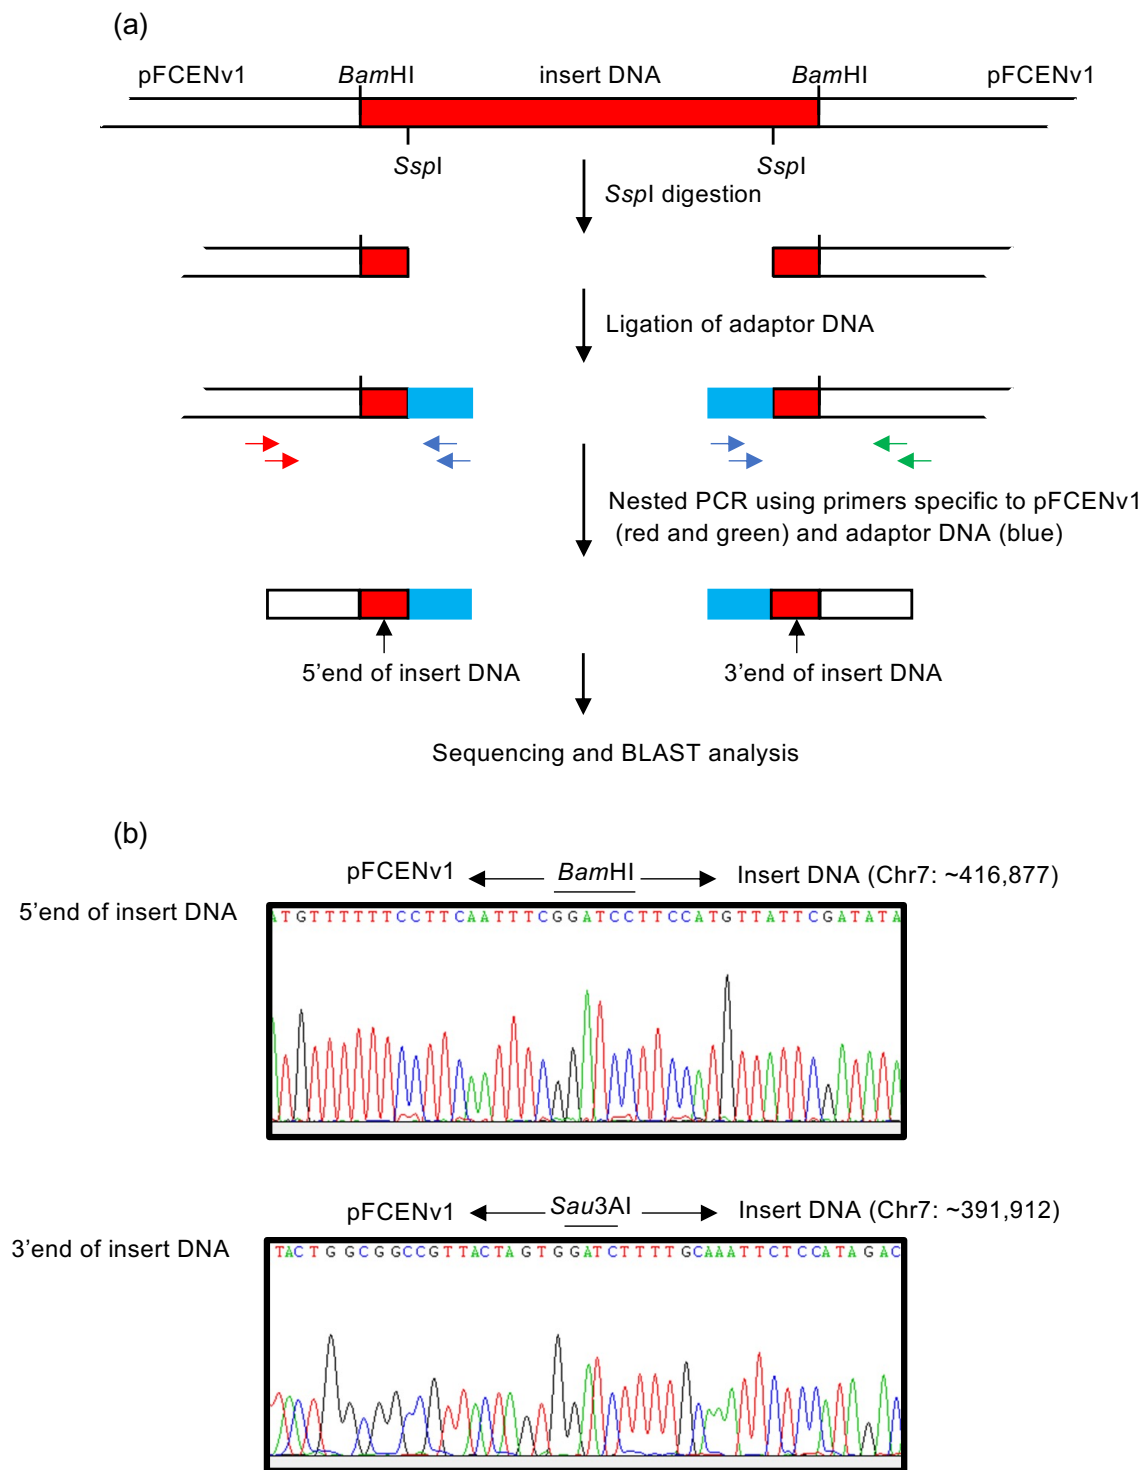 (a)
pFCENv1 BamHI insert DNA BamHI pFCENv1
SspI SspI
SspI digestion
Ligation of adaptor DNA
Nested PCR using primers specific to pFCENv1
(red and green) and adaptor DNA (blue)
5'end of insert DNA 3'end of insert DNA
Sequencing and BLAST analysis
(b)
pFCENv1 BamHI Insert DNA (Chr7: ~416,877)
5'end of insert DNA
ATGTTTTTTCCTTCAATTTCGGATCCTTCCATGTTATTCGATATA
pFCENv1 Sau3AI Insert DNA (Chr7: ~391,912)
3'end of insert DNA
TACTGGCGGCCGTTACTAGTGGATCTTTTGCAAATTCTCCATAGAC